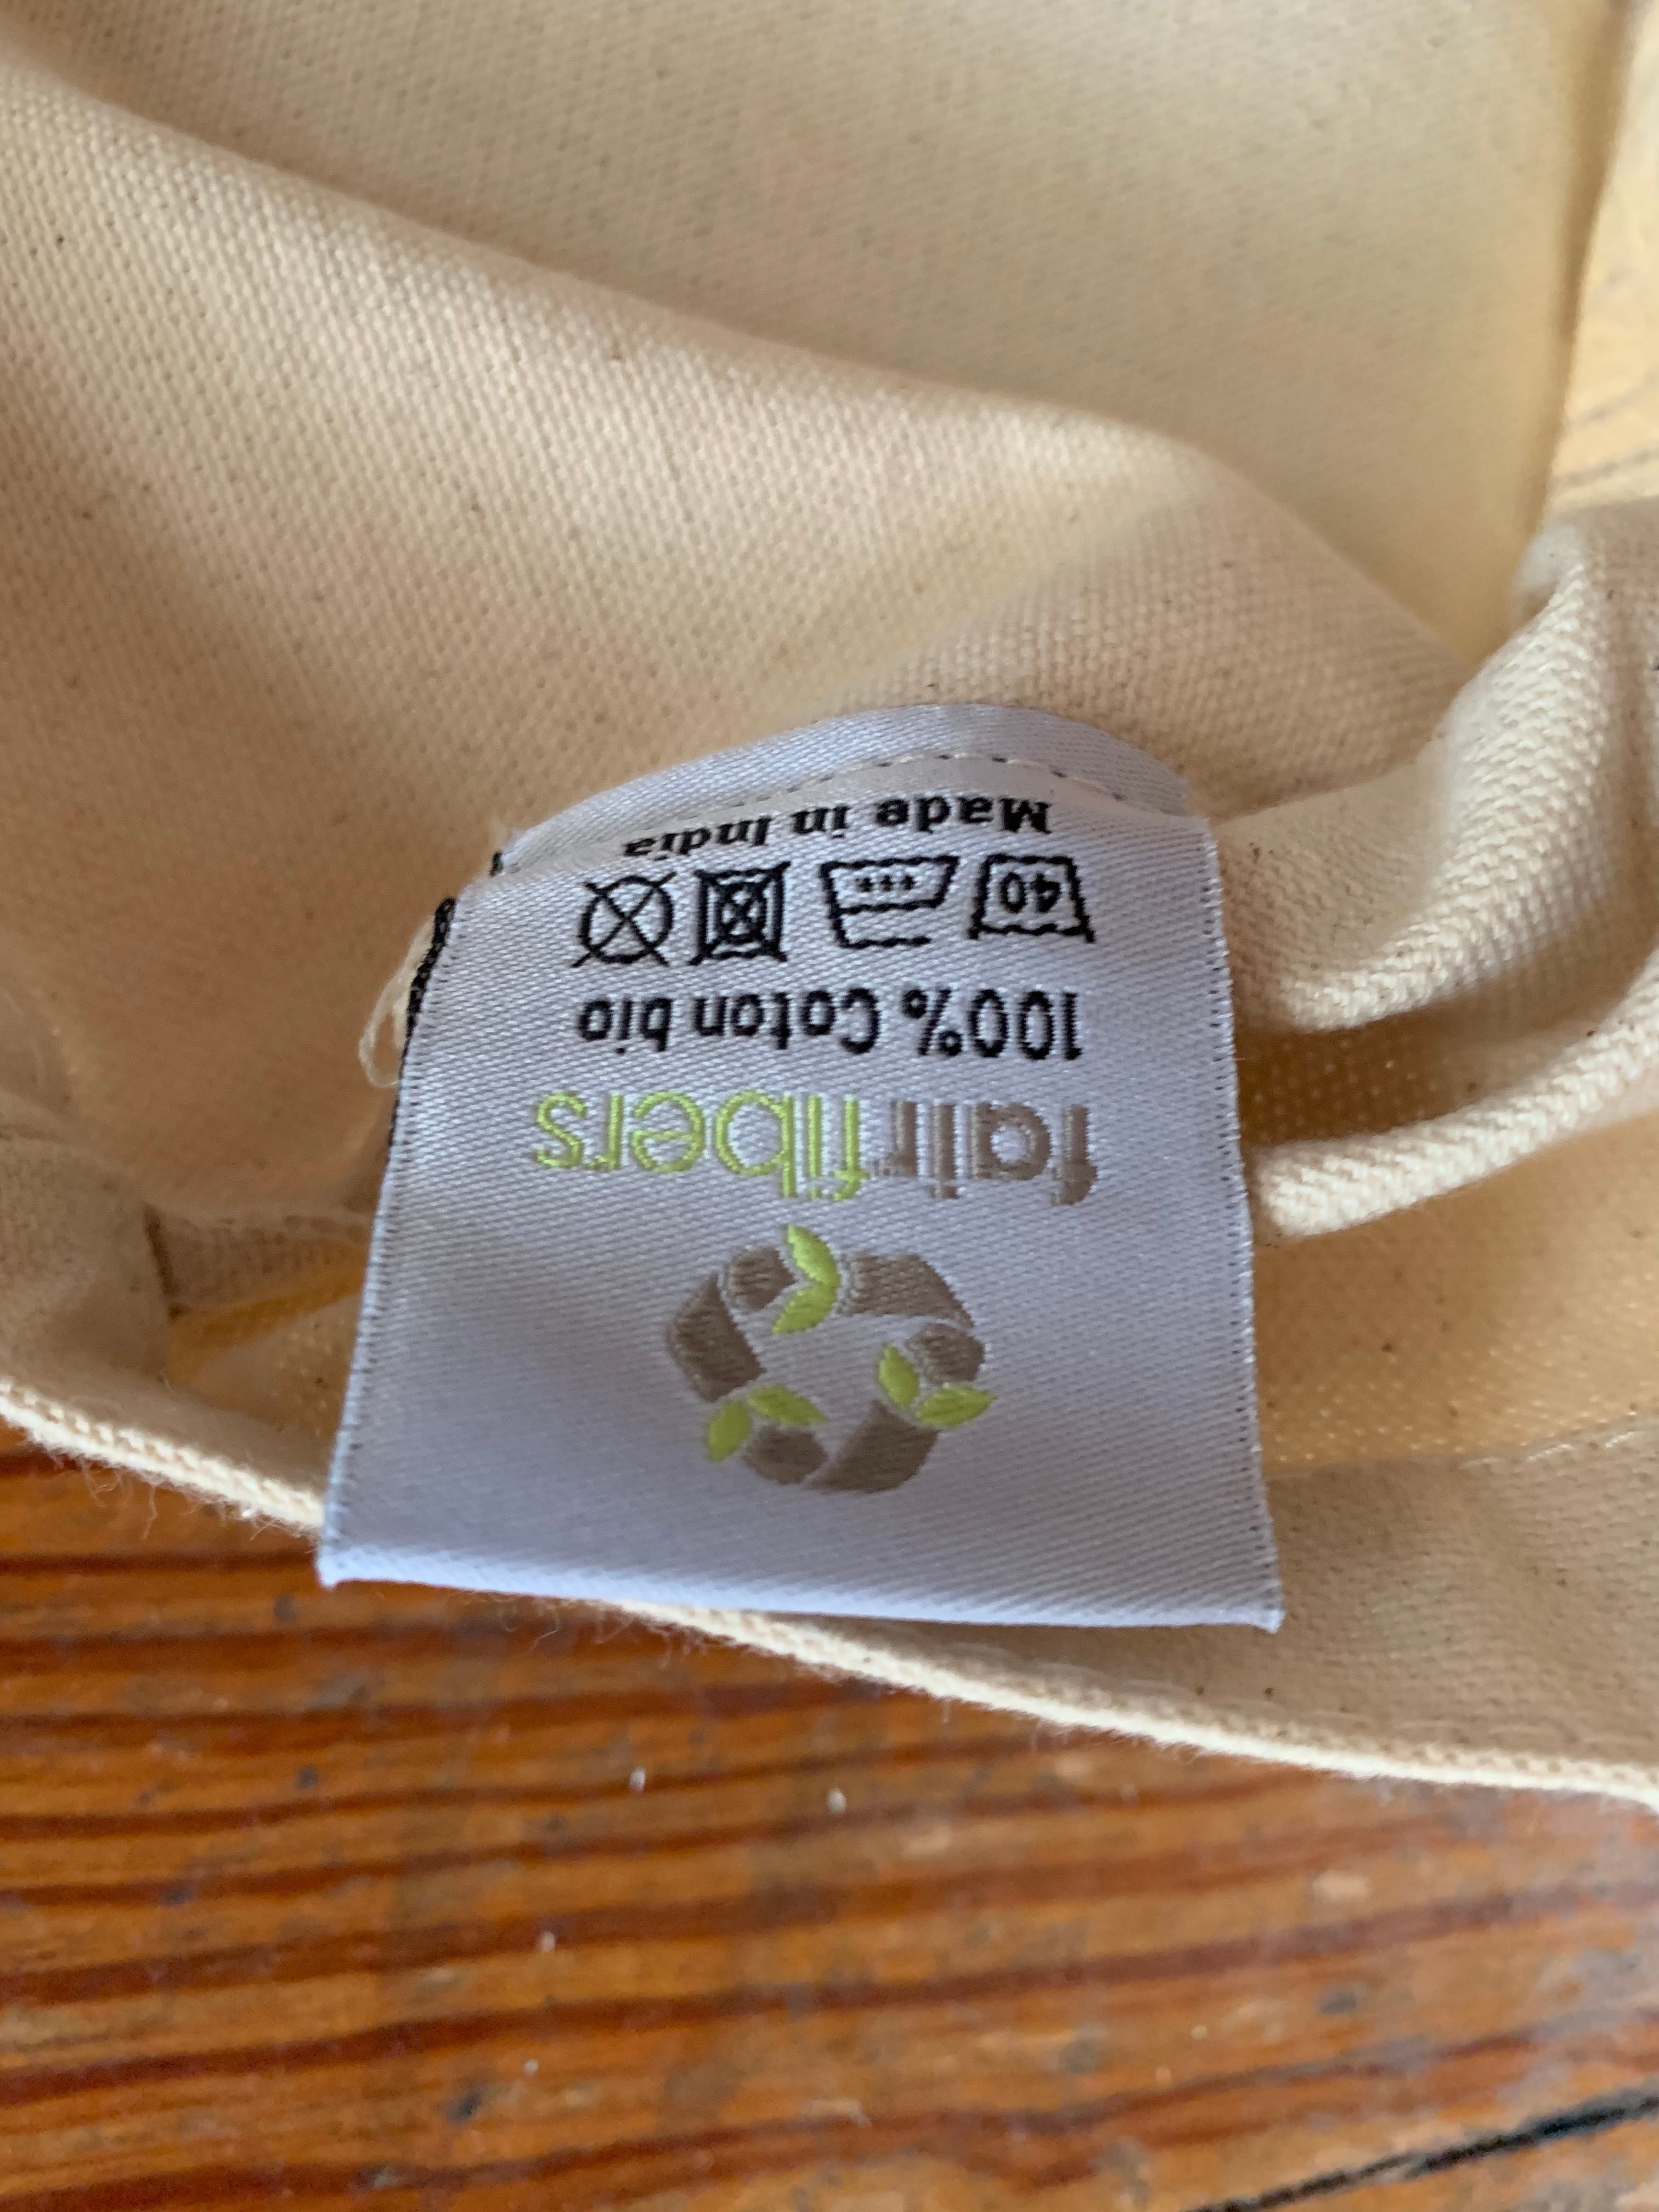 fairfibers
100% Coton bio
40
Made in India